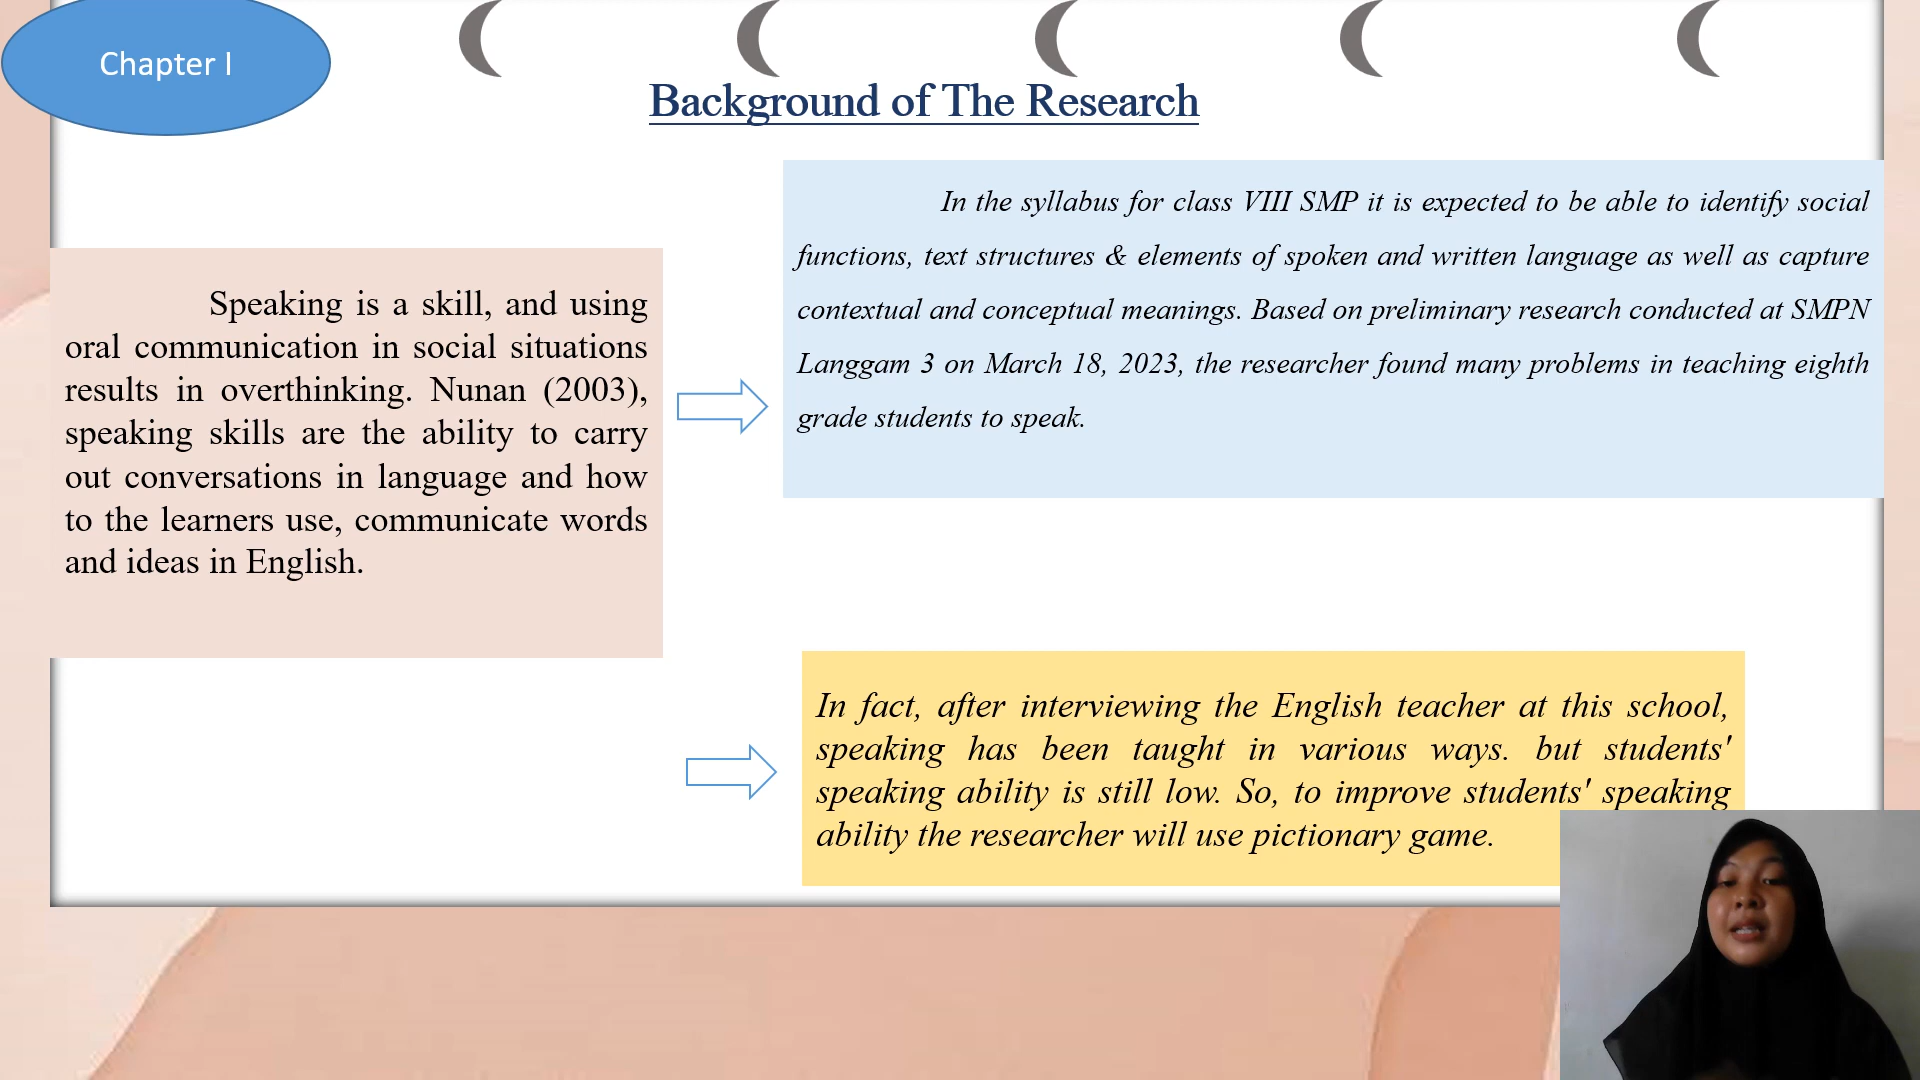 Chapter I
Background of The Research
Speaking is a skill, and using
oral communication in social situations
results in overthinking. Nunan (2003),
speaking skills are the ability to carry
out conversations in language and how
to the learners use, communicate words
and ideas in English.
In the syllabus for class VIII SMP it is expected to be able to identify social
functions, text structures & elements of spoken and written language as well as capture
contextual and conceptual meanings. Based on preliminary research conducted at SMPN
Langgam 3 on March 18, 2023, the researcher found many problems in teaching eighth
grade students to speak.
In fact, after interviewing the English teacher at this school,
speaking has been taught in various ways. but students'
speaking ability is still low. So, to improve students' speaking
ability the researcher will use pictionary game.